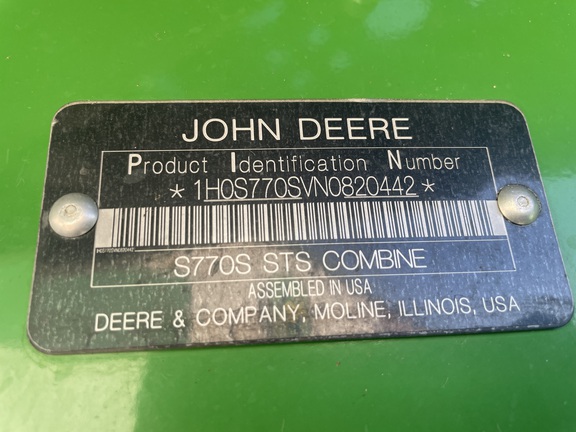 JOHN DEERE
Product Identification Number
*1H0S770SVN0820442*
S770S STS COMBINE
ASSEMBLED IN USA
DEERE & COMPANY, MOLINE, ILLINOIS, USA